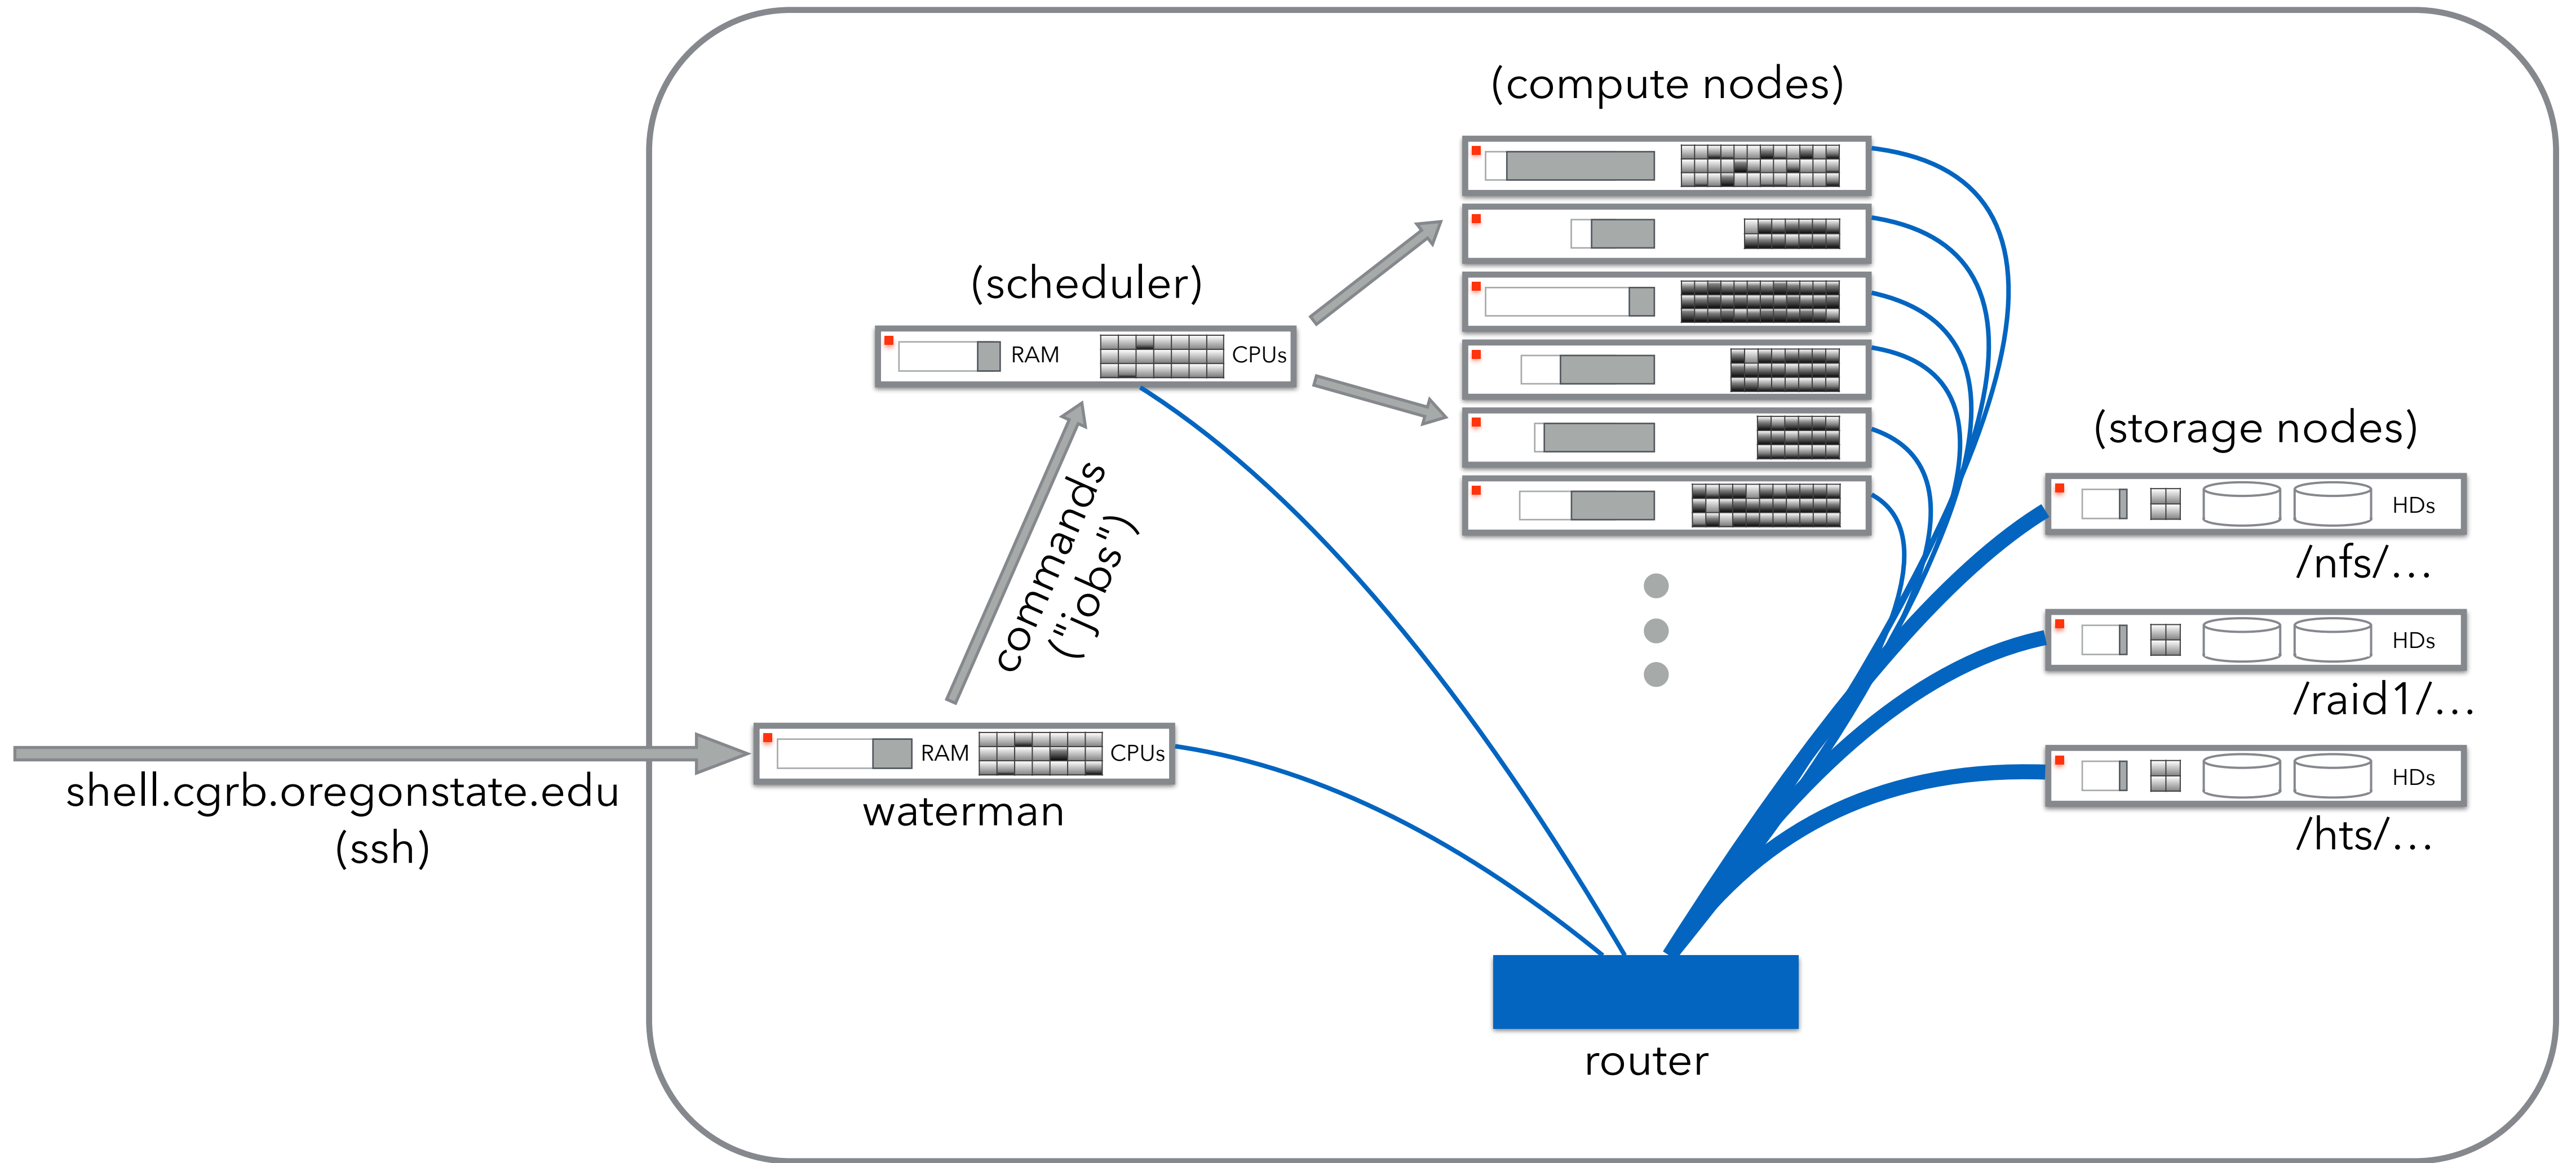 (compute nodes)
(scheduler)
RAM
CPUs
commands
("jobs")
(storage nodes)
HDs
/nfs/…
HDs
/raid1/…
HDs
/hts/…
shell.cgrb.oregonstate.edu
(ssh)
RAM
CPUs
waterman
router